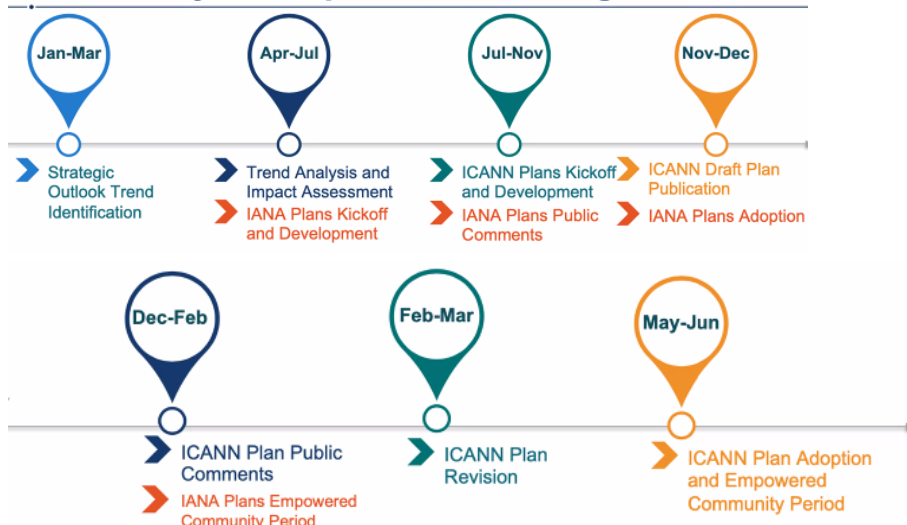 Jan-Mar
Apr-Jul
Jul-Nov
Nov-Dec
Strategic
Outlook Trend
Identification
Trend Analysis and
Impact Assessment
IANA Plans Kickoff
and Development
ICANN Plans Kickoff
and Development
IANA Plans Public
Comments
ICANN Draft Plan
Publication
IANA Plans Adoption
Dec-Feb
Feb-Mar
May-Jun
ICANN Plan Public
Comments
IANA Plans Empowered
Community Period
ICANN Plan
Revision
ICANN Plan Adoption
and Empowered
Community Period